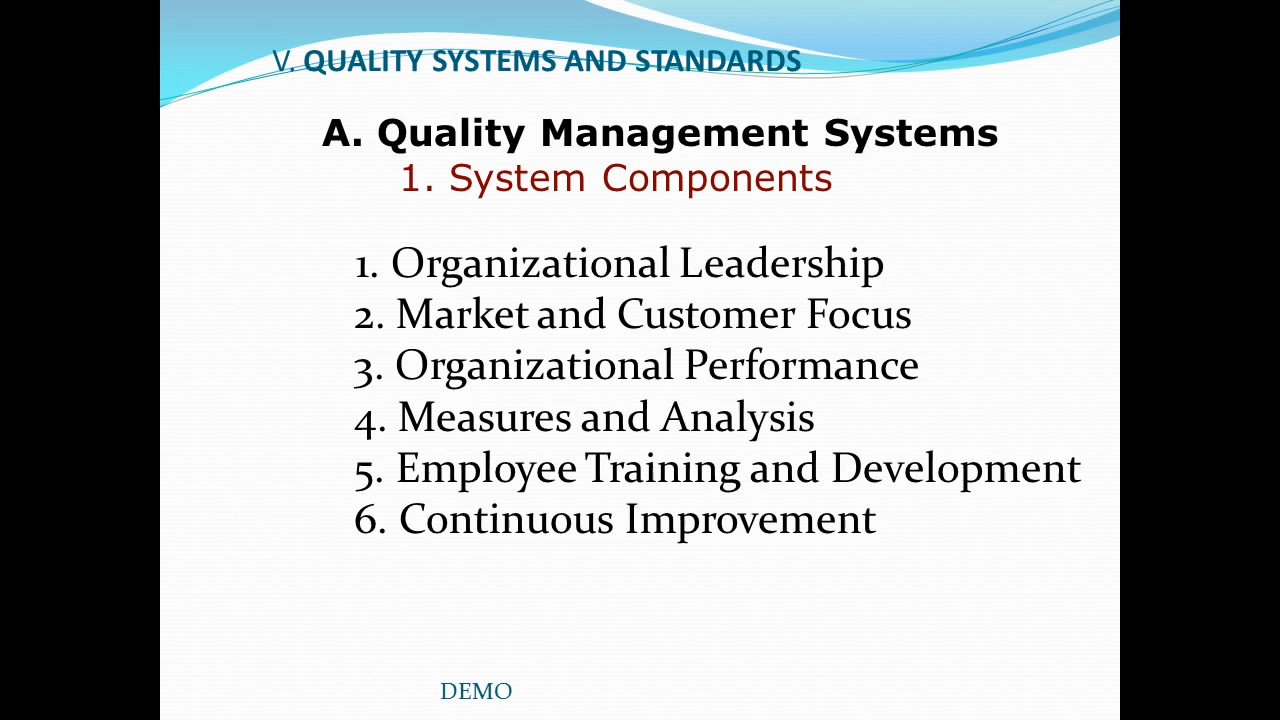 V. QUALITY SYSTEMS AND STANDARDS
A. Quality Management Systems
1. System Components
1. Organizational Leadership
2. Market and Customer Focus
3. Organizational Performance
4. Measures and Analysis
5. Employee Training and Development
6. Continuous Improvement
DEMO